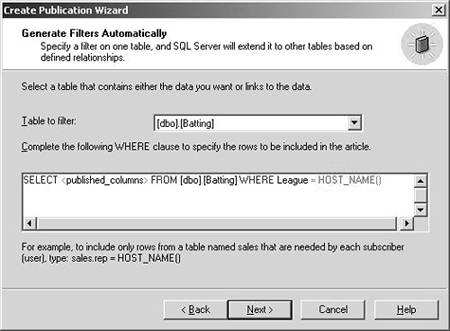 Create Publication Wizard
Generate Filters Automatically
Specify a filter on one table, and SQL Server will extend it to other tables based on
defined relationships.
Select a table that contains either the data you want or links to the data.
Table to filter:
[dbo].[Batting]
Complete the following WHERE clause to specify the rows to be included in the article.
SELECT <published_columns> FROM [dbo].[Batting] WHERE League = HOST_NAME()
For example, to include only rows from a table named sales that are needed by each subscriber
(user), type: sales.rep = HOST_NAME()
< Back
Next >
Cancel
Help